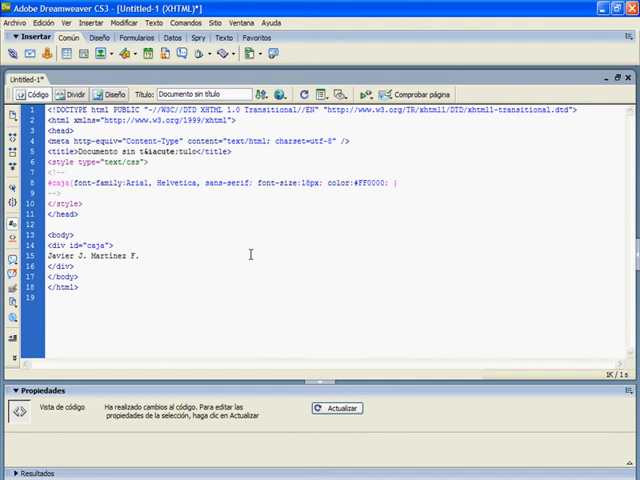 Adobe Dreamweaver CS3 - [Untitled-1 (XHTML)*]
Archivo Edición Ver Insertar Modificar Texto Comandos Sitio Ventana Ayuda
Insertar Común Diseño Formularios Datos Spry Texto Favoritos
Untitled-1*
Código Dividir Diseño Título: Documento sin título Comprobar página
1 <!DOCTYPE html PUBLIC "-//W3C//DTD XHTML 1.0 Transitional//EN" "http://www.w3.org/TR/xhtml1/DTD/xhtml1-transitional.dtd">
2 <html xmlns="http://www.w3.org/1999/xhtml">
3 <head>
4 <meta http-equiv="Content-Type" content="text/html; charset=utf-8" />
5 <title>Documento sin t&iacute;tulo</title>
6 <style type="text/css">
7 <!--
8 #caja{font-family:Arial, Helvetica, sans-serif; font-size:18px; color:#FF0000; }
9 -->
10 </style>
11 </head>
12
13 <body>
14 <div id="caja">
15 Javier J. Martinez F.
16 </div>
17 </body>
18 </html>
19
1K / 1 s
Propiedades
Vista de código Ha realizado cambios al código. Para editar las Actualizar
propiedades de la selección, haga clic en Actualizar
Resultados